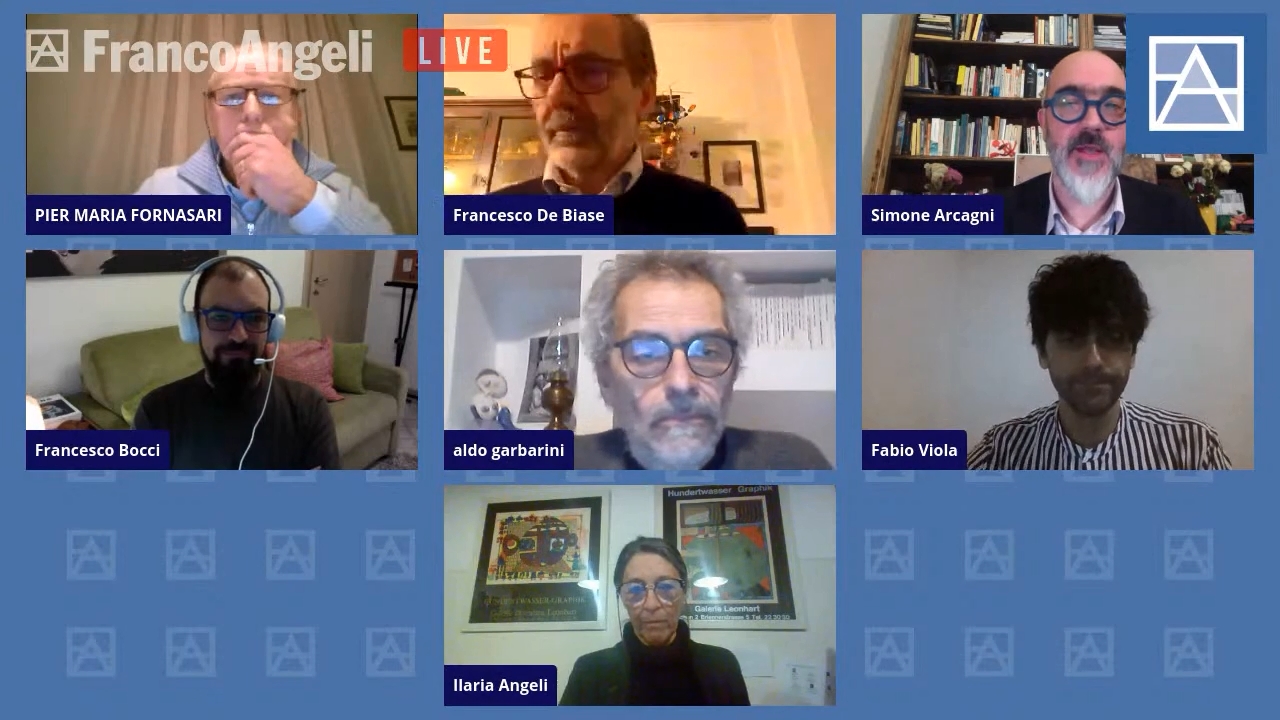 FrancoAngeli LIVE
PIER MARIA FORNASARI
Francesco De Biase
Simone Arcagni
Francesco Bocci
aldo garbarini
Fabio Viola
Hundertwasser Graphik
Galerie Leonhart
Ilaria Angeli